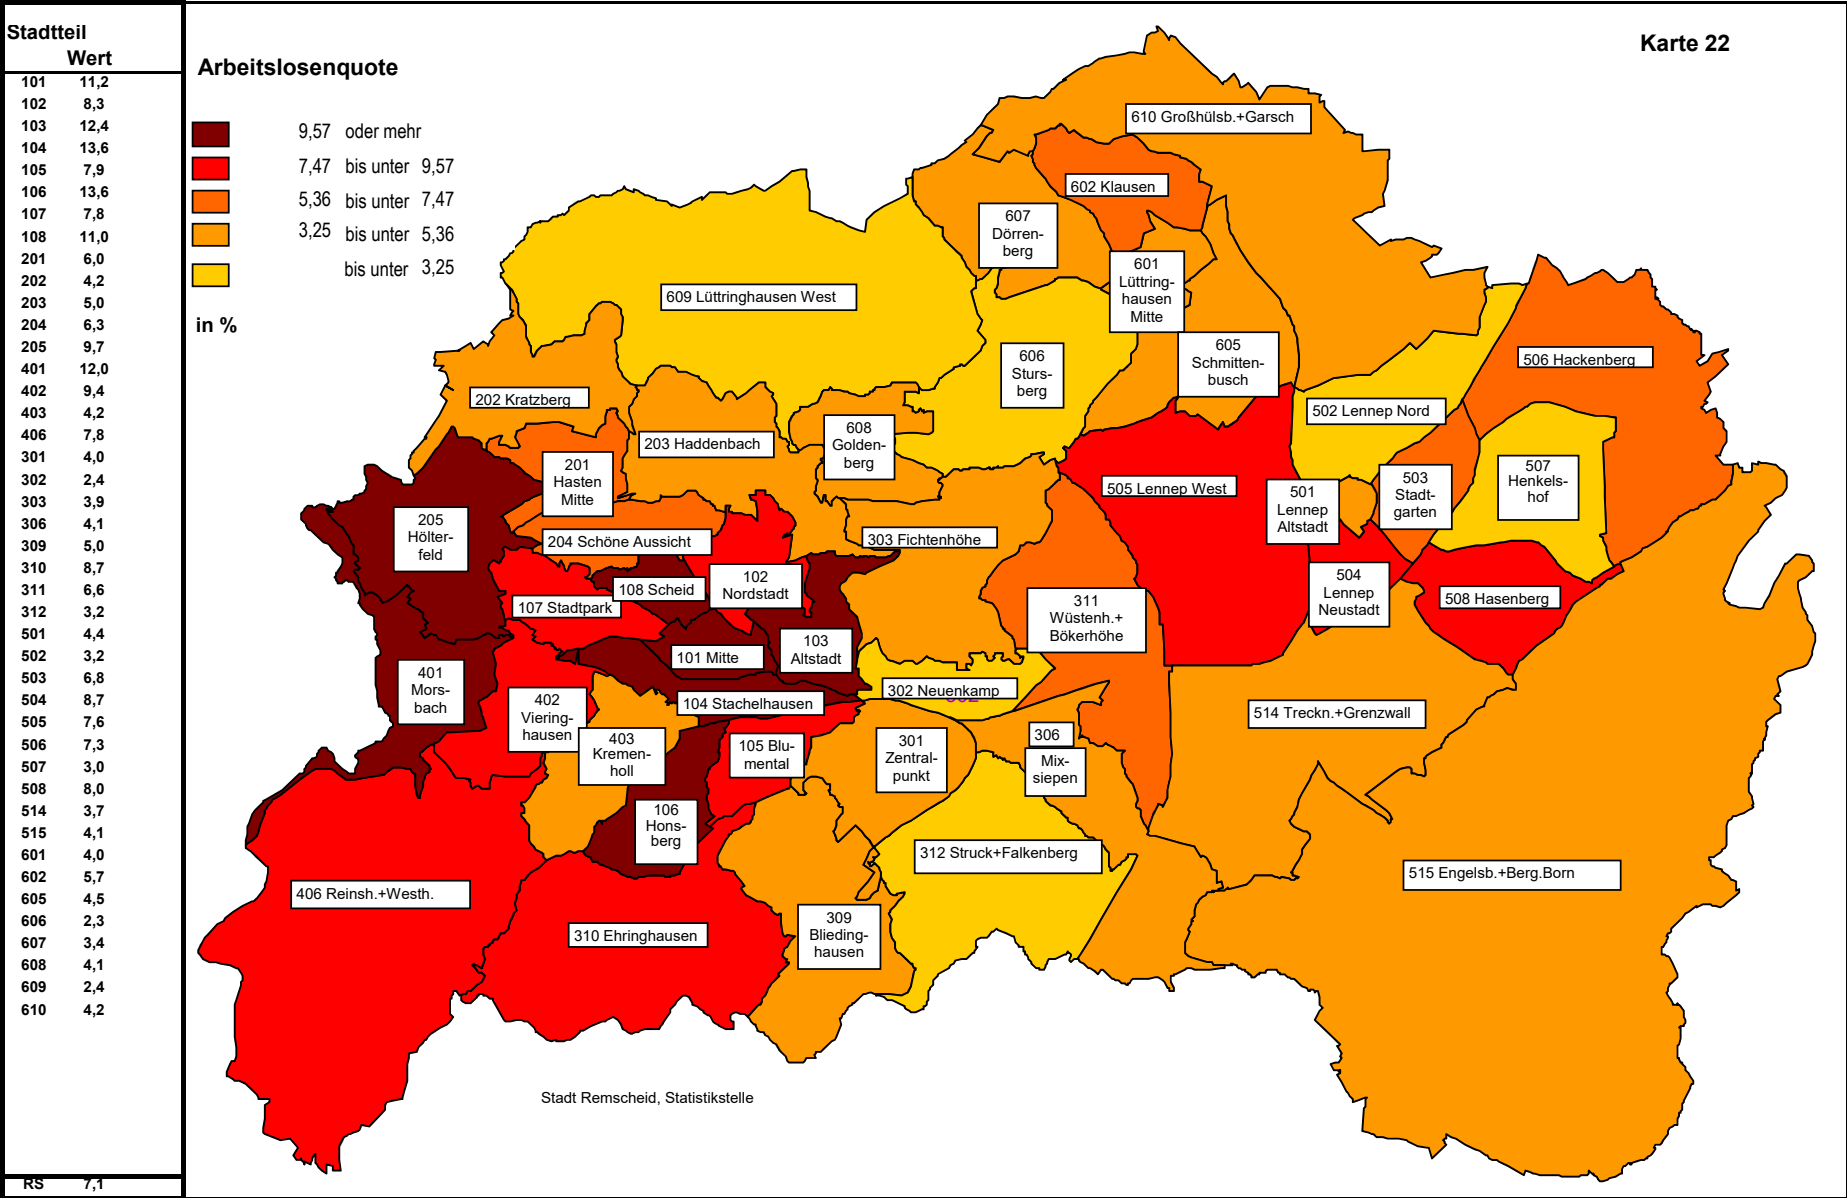 Stadtteil
Wert
101 11,2
102 8,3
103 12,4
104 13,6
105 7,9
106 13,6
107 7,8
108 11,0
201 6,0
202 4,2
203 5,0
204 6,3
205 9,7
401 12,0
402 9,4
403 4,2
406 7,8
301 4,0
302 2,4
303 3,9
306 4,1
309 5,0
310 8,7
311 6,6
312 3,2
501 4,4
502 3,2
503 6,8
504 8,7
505 7,6
506 7,3
507 3,0
508 8,0
514 3,7
515 4,1
601 4,0
602 5,7
605 4,5
606 2,3
607 3,4
608 4,1
609 2,4
610 4,2
RS 7,1
Karte 22
Arbeitslosenquote
9,57 oder mehr
7,47 bis unter 9,57
5,36 bis unter 7,47
3,25 bis unter 5,36
bis unter 3,25
in %
610 Großhülsb.+Garsch
602 Klausen
607
Dörren-
berg
601
Lüttring-
hausen
Mitte
609 Lüttringhausen West
605
Schmitten-
busch
606
Sturs-
berg
506 Hackenberg
202 Kratzberg
502 Lennep Nord
203 Haddenbach
608
Golden-
berg
201
Hasten
Mitte
507
Henkels-
hof
503
Stadt-
garten
505 Lennep West
501
Lennep
Altstadt
205
Hölter-
feld
204 Schöne Aussicht
303 Fichtenhöhe
102
Nordstadt
108 Scheid
504
Lennep
Neustadt
508 Hasenberg
107 Stadtpark
311
Wüstenh.+
Bökerhöhe
103
Altstadt
101 Mitte
401
Mors-
bach
302 Neuenkamp
302
104 Stachelhausen
402
Viering-
hausen
514 Treckn.+Grenzwall
403
Kremen-
holl
105 Blu-
mental
301
Zentral-
punkt
306
Mix-
siepen
106
Hons-
berg
312 Struck+Falkenberg
515 Engelsb.+Berg.Born
406 Reinsh.+Westh.
309
Blieding-
hausen
310 Ehringhausen
Stadt Remscheid, Statistikstelle